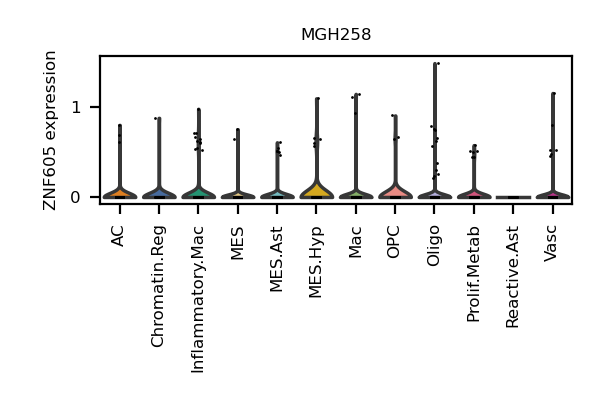 MGH258
ZNF605 expression
1
0
AC
Chromatin.Reg
Inflammatory.Mac
MES
MES.Ast
MES.Hyp
Mac
OPC
Oligo
Prolif.Metab
Reactive.Ast
Vasc